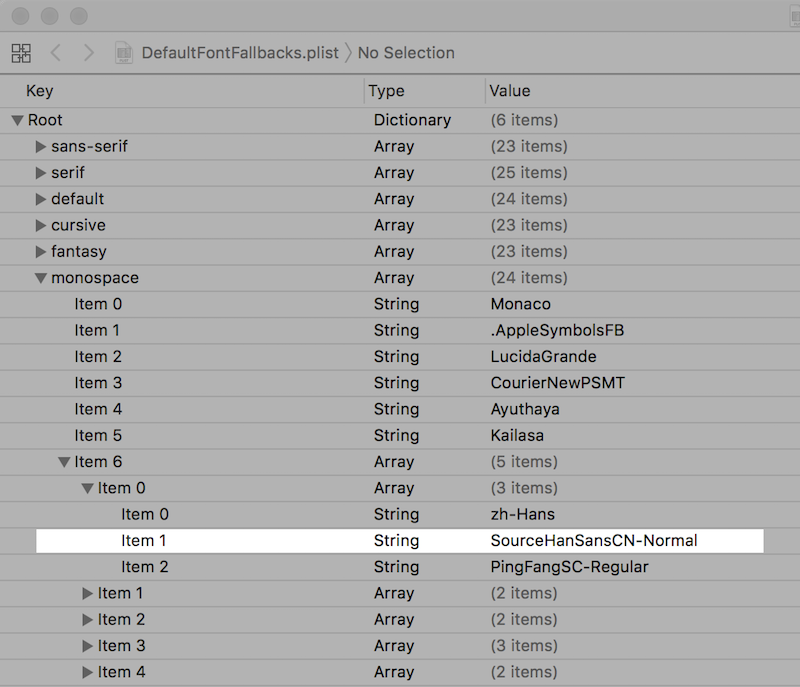 DefaultFontFallbacks.plist No Selection
Key Type Value
Root Dictionary (6 items)
sans-serif Array (23 items)
serif Array (25 items)
default Array (24 items)
cursive Array (23 items)
fantasy Array (23 items)
monospace Array (24 items)
Item 0 String Monaco
Item 1 String .AppleSymbolsFB
Item 2 String LucidaGrande
Item 3 String CourierNewPSMT
Item 4 String Ayuthaya
Item 5 String Kailasa
Item 6 Array (5 items)
Item 0 Array (3 items)
Item 0 String zh-Hans
Item 1 String SourceHanSansCN-Normal
Item 2 String PingFangSC-Regular
Item 1 Array (2 items)
Item 2 Array (2 items)
Item 3 Array (3 items)
Item 4 Array (2 items)